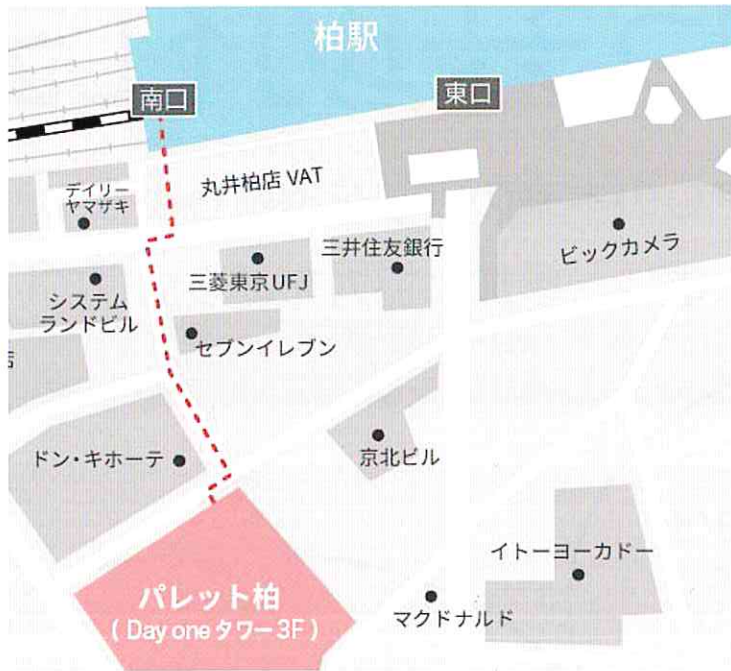 柏駅
南口
東口
デイリー
ヤマザキ
丸井柏店 VAT
三井住友銀行
ビックカメラ
三菱東京UFJ
システム
ランドビル
セブンイレブン
店
ドン・キホーテ
京北ビル
イトーヨーカドー
パレット柏
( Day one タワー 3F )
マクドナルド